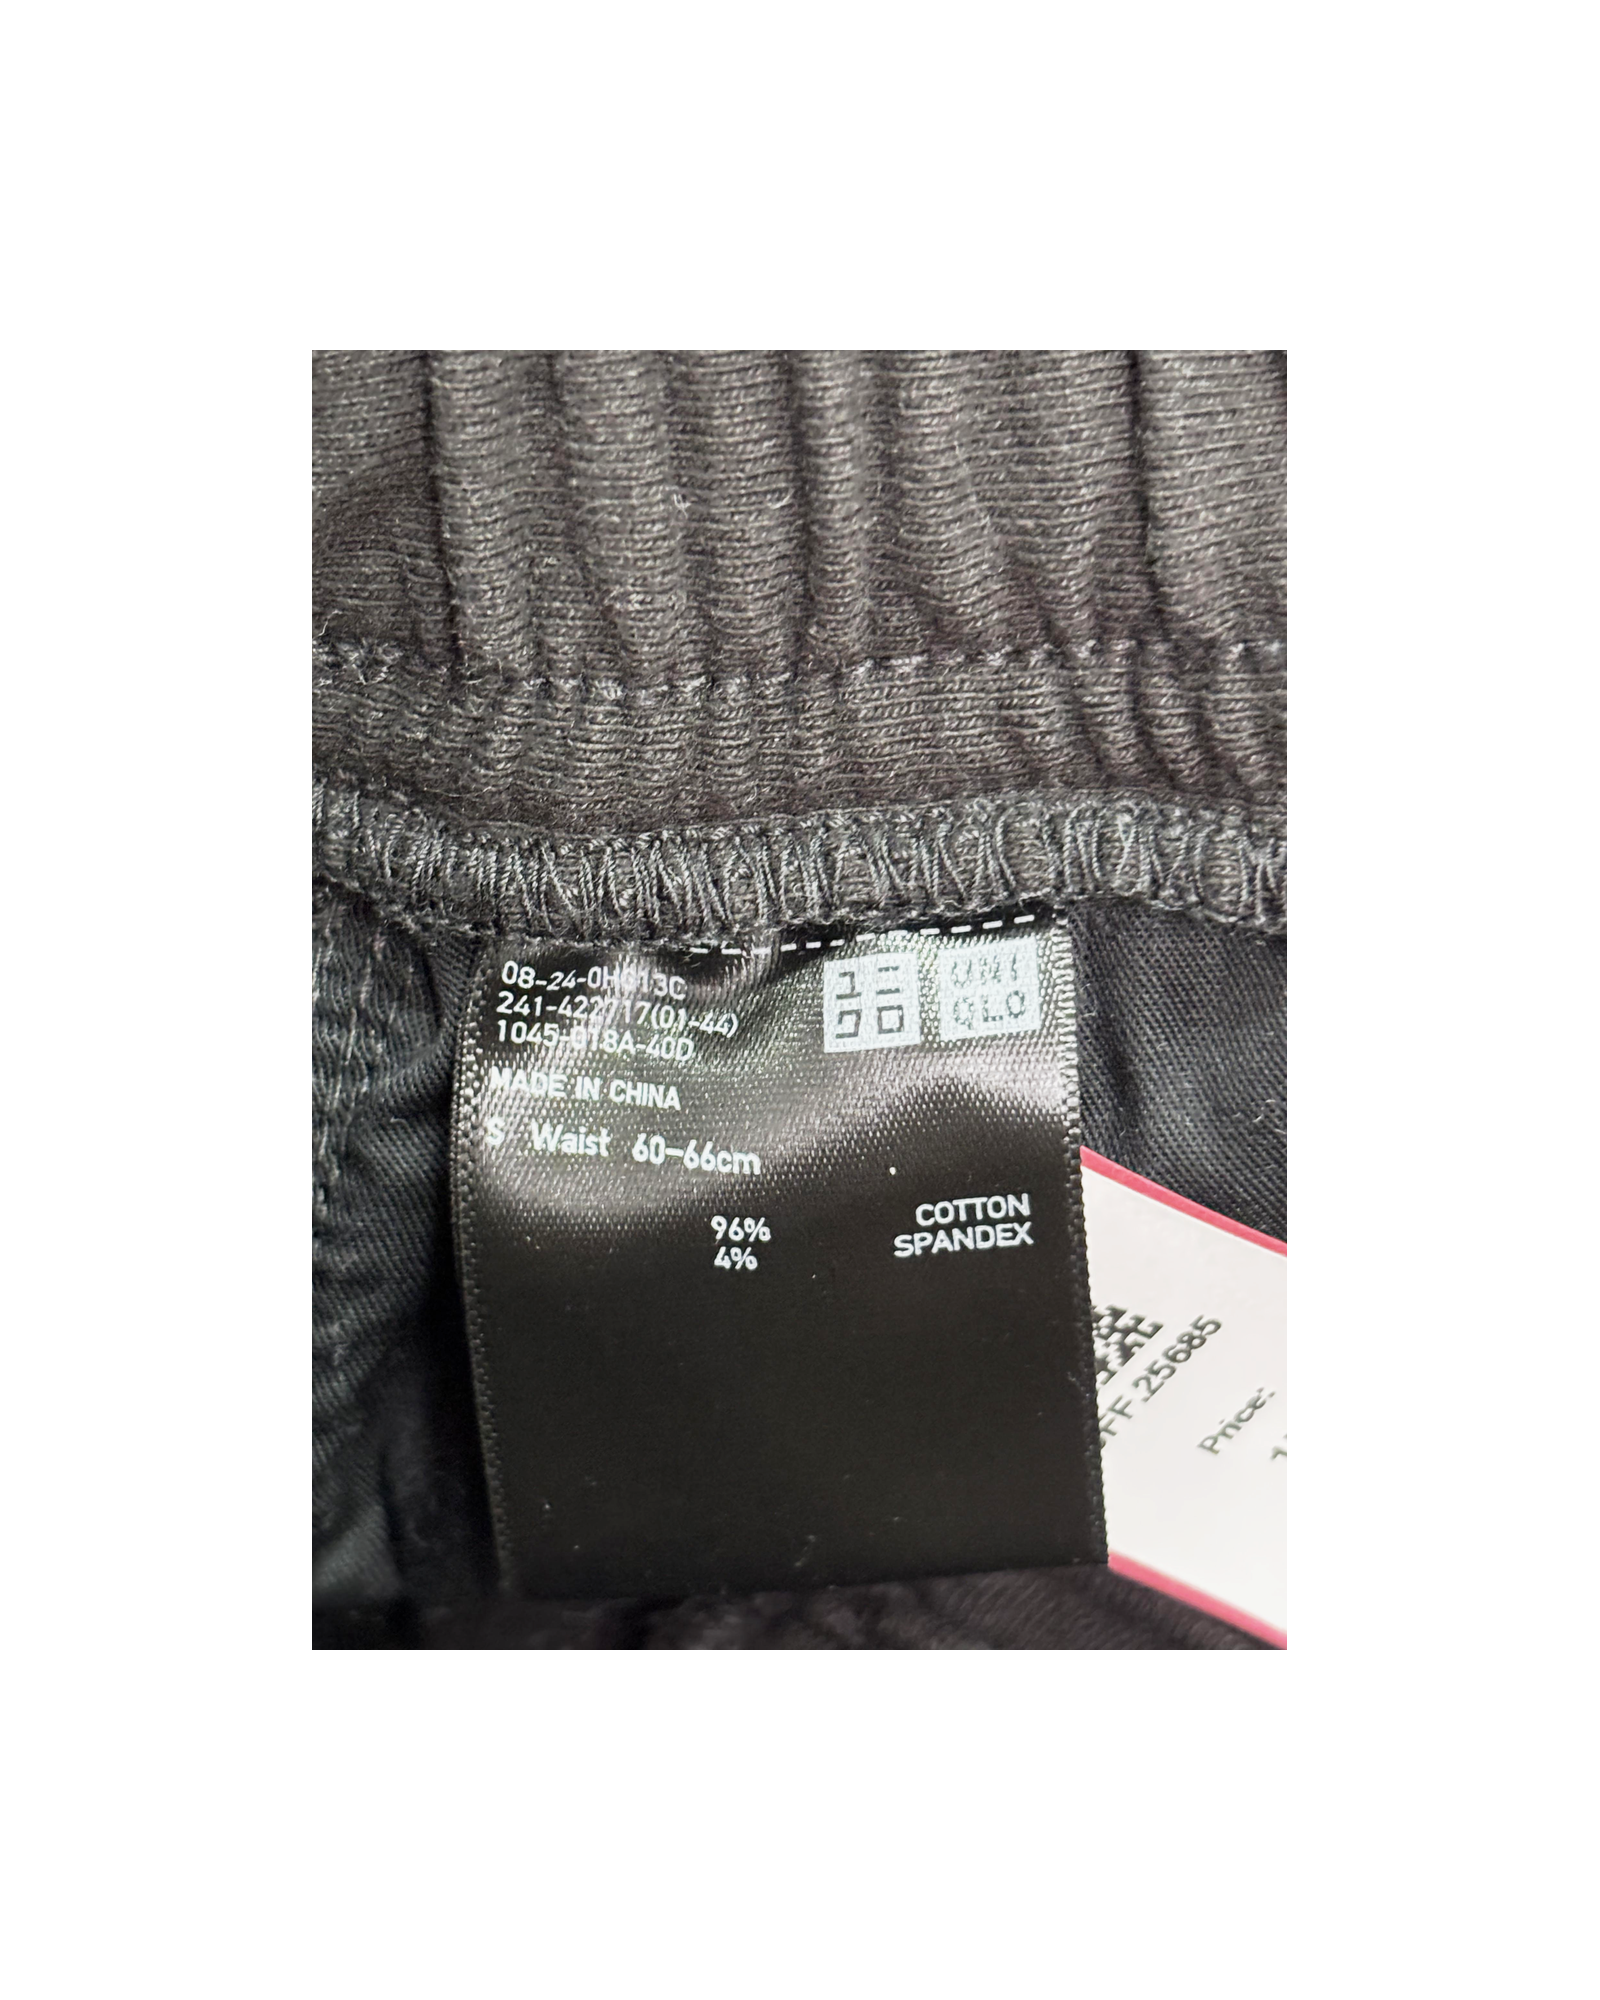 08-24-0H013C
241-422717(01-44)
1045-018A-40D
ユニ
クロ
UNI
QLO
MADE IN CHINA
S Waist 60-66cm
96% COTTON
4% SPANDEX
FF.25685
Price: